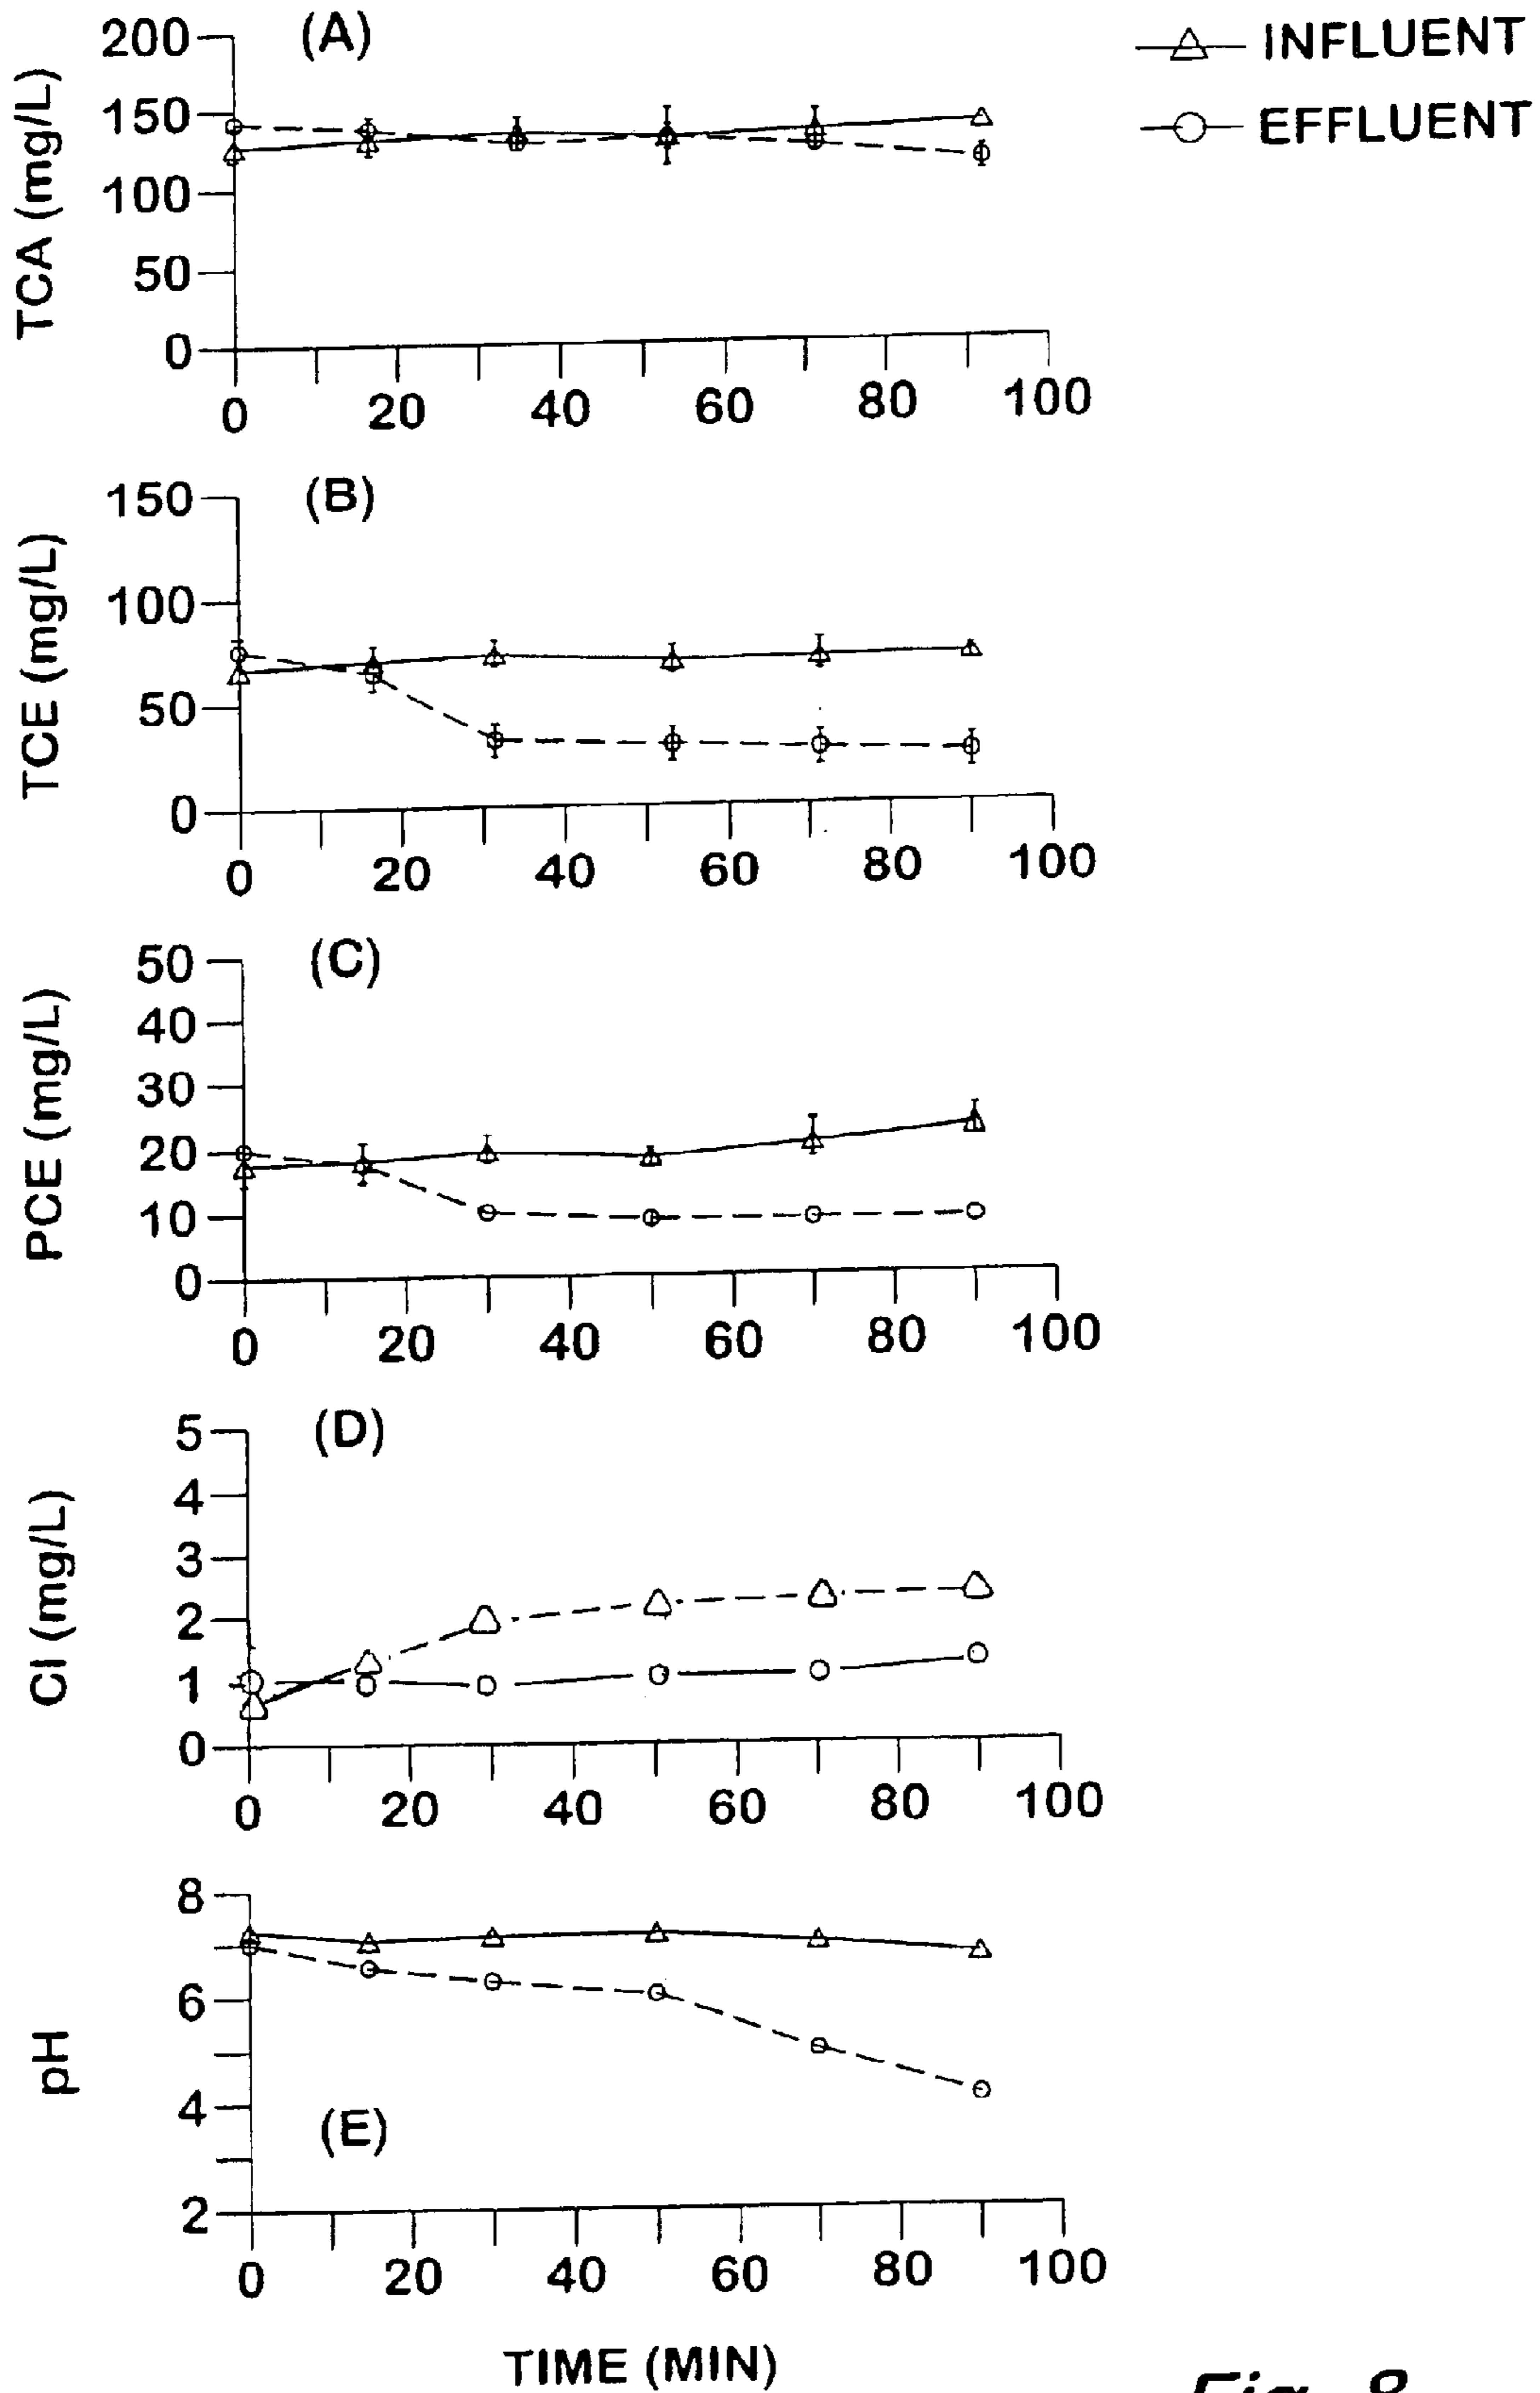 (A)
INFLUENT
EFFLUENT
TCA (mg/L)
200
150
100
50
0
0 20 40 60 80 100
(B)
TCE (mg/L)
150
100
50
0
0 20 40 60 80 100
(C)
PCE (mg/L)
50
40
30
20
10
0
0 20 40 60 80 100
(D)
Cl (mg/L)
5
4
3
2
1
0
0 20 40 60 80 100
(E)
pH
8
6
4
2
0 20 40 60 80 100
TIME (MIN)